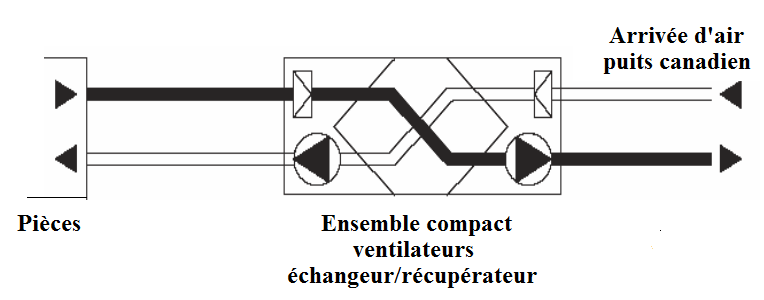 Arrivée d'air
puits canadien
Pièces
Ensemble compact
ventilateurs
échangeur/récupérateur